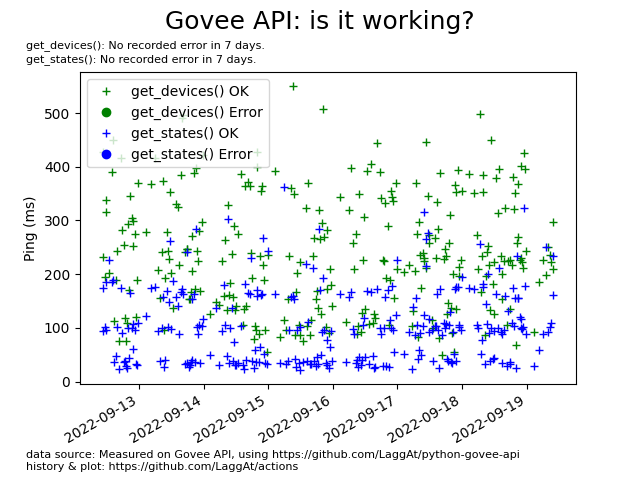 Govee API: is it working?
get_devices(): No recorded error in 7 days.
get_states(): No recorded error in 7 days.
get_devices() OK
get_devices() Error
get_states() OK
get_states() Error
Ping (ms)
500
400
300
200
100
0
2022-09-13
2022-09-14
2022-09-15
2022-09-16
2022-09-17
2022-09-18
2022-09-19
data source: Measured on Govee API, using https://github.com/LaggAt/python-govee-api
history & plot: https://github.com/LaggAt/actions